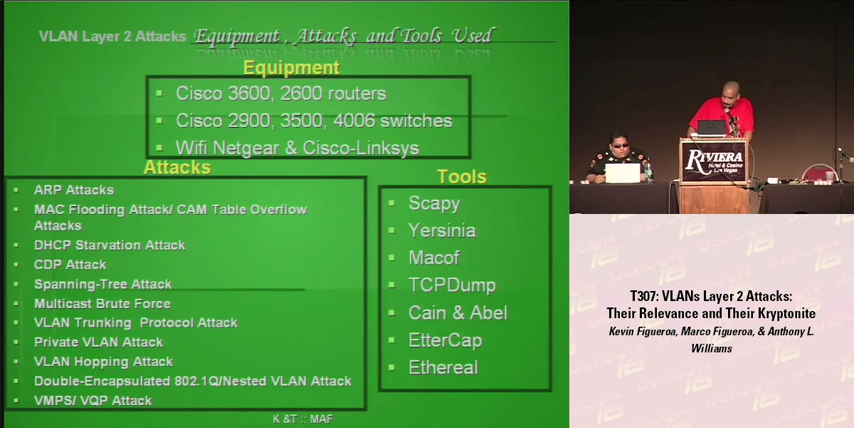 VLAN Layer 2 Attacks Equipment , Attacks and Tools Used
Equipment
Cisco 3600, 2600 routers
Cisco 2900, 3500, 4006 switches
Wifi Netgear & Cisco-Linksys
Attacks
ARP Attacks
MAC Flooding Attack/ CAM Table Overflow
Attacks
DHCP Starvation Attack
CDP Attack
Spanning-Tree Attack
Multicast Brute Force
VLAN Trunking Protocol Attack
Private VLAN Attack
VLAN Hopping Attack
Double-Encapsulated 802.1Q/Nested VLAN Attack
VMPS/ VQP Attack
Tools
Scapy
Yersinia
Macof
TCPDump
Cain & Abel
EtterCap
Ethereal
K &T :: MAF
RIVIERA
Hotel & Casino
Las Vegas
T307: VLANs Layer 2 Attacks:
Their Relevance and Their Kryptonite
Kevin Figueroa, Marco Figueroa, & Anthony L.
Williams